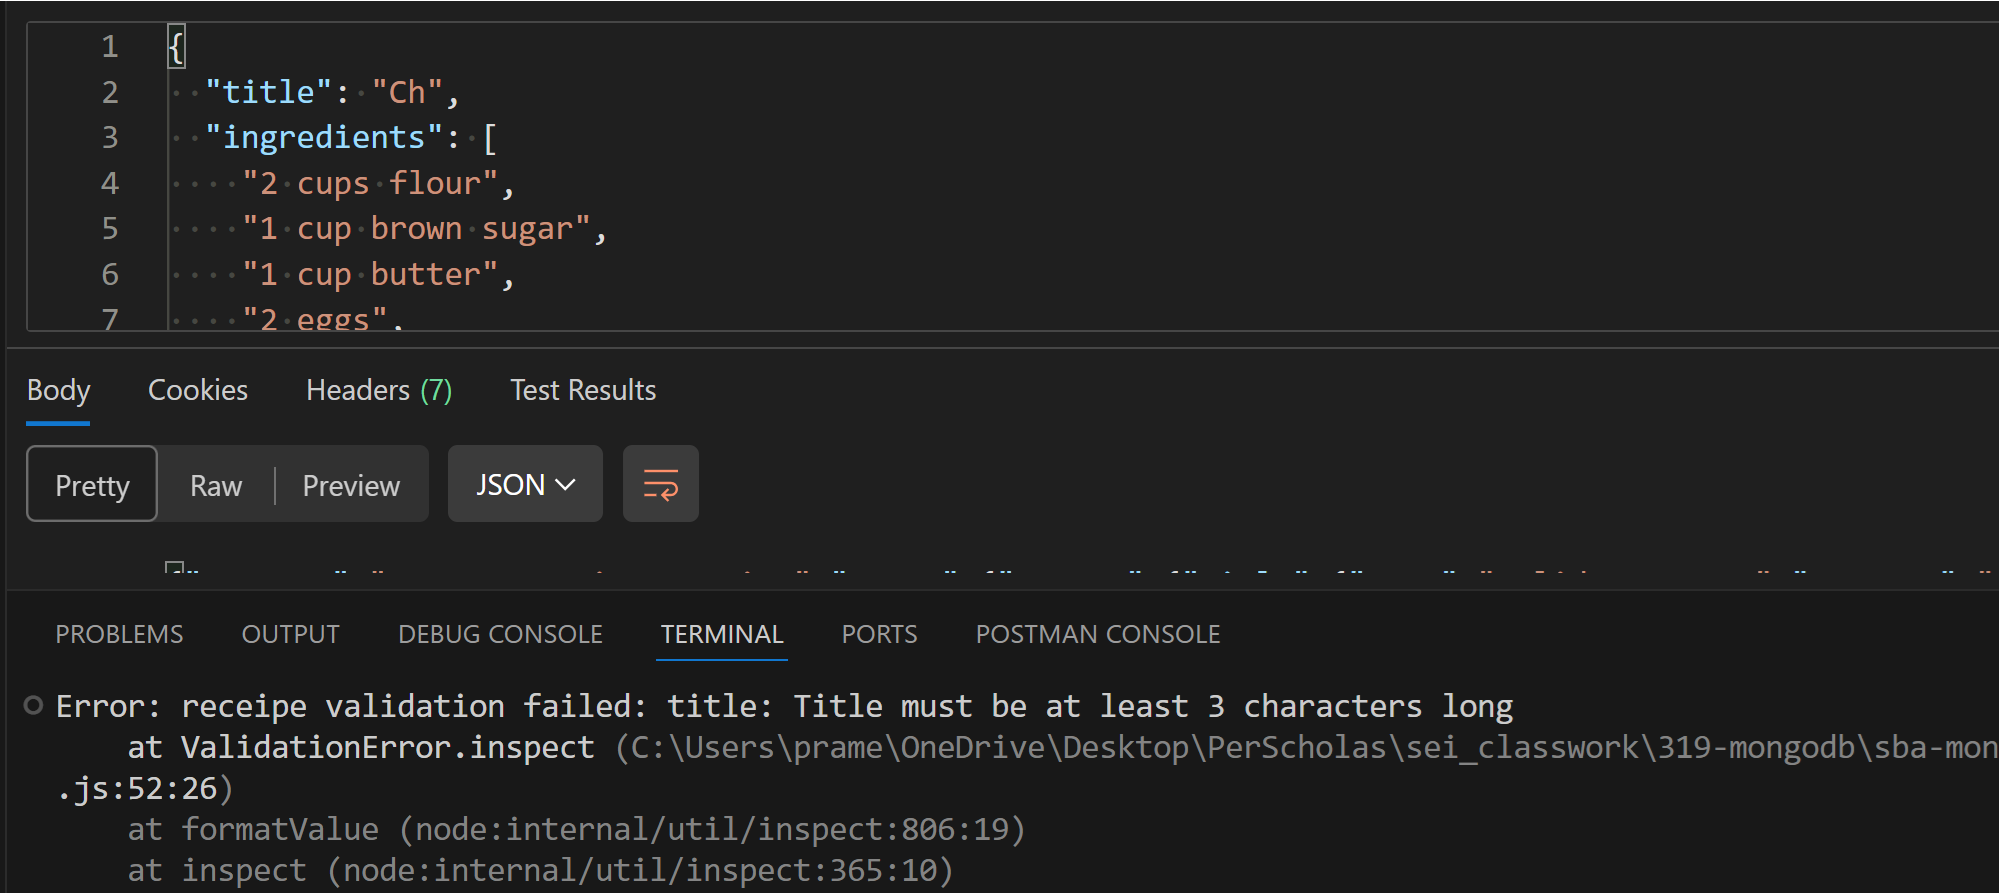 1 {
2 "title": "Ch",
3 "ingredients": [
4 "2 cups flour",
5 "1 cup brown sugar",
6 "1 cup butter",
7 "2 eggs",
Body Cookies Headers (7) Test Results
Pretty Raw Preview JSON
PROBLEMS OUTPUT DEBUG CONSOLE TERMINAL PORTS POSTMAN CONSOLE
Error: receipe validation failed: title: Title must be at least 3 characters long
at ValidationError.inspect (C:\Users\prame\OneDrive\Desktop\PerScholas\sei_classwork\319-mongodb\sba-mon
.js:52:26)
at formatValue (node:internal/util/inspect:806:19)
at inspect (node:internal/util/inspect:365:10)